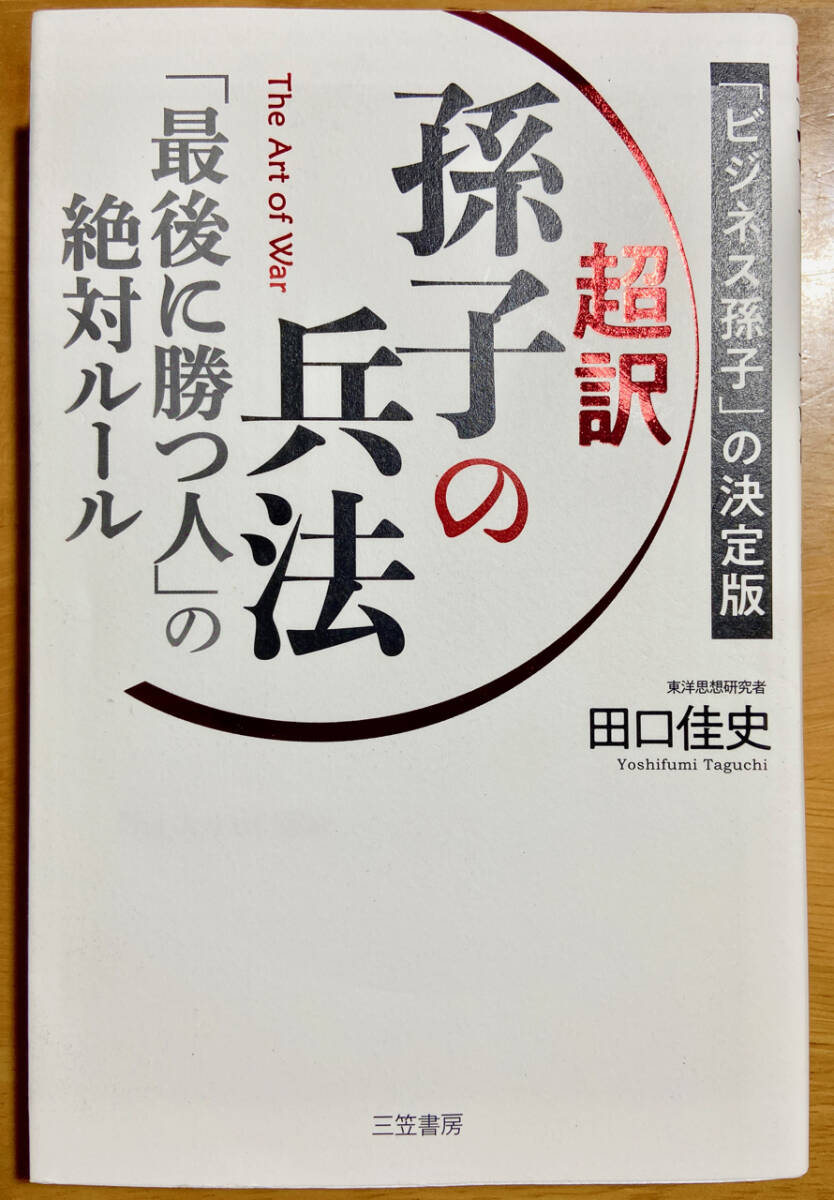 「ビジネス孫子」の決定版
超訳
孫子の
兵法
The Art of War
「最後に勝つ人」の
絶対ルール
東洋思想研究者
田口佳史
Yoshifumi Taguchi
三笠書房